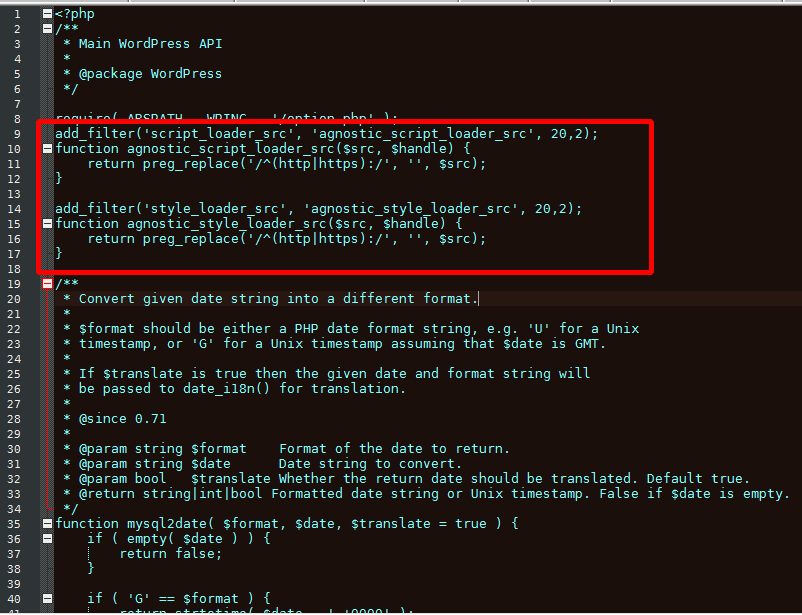 1 <?php
2 /**
3  * Main WordPress API
4  *
5  * @package WordPress
6  */
7
8 require( ABSPATH . WPINC . '/option.php' );
9 add_filter('script_loader_src', 'agnostic_script_loader_src', 20,2);
10 function agnostic_script_loader_src($src, $handle) {
11     return preg_replace('/^(http|https):/', '', $src);
12 }
13
14 add_filter('style_loader_src', 'agnostic_style_loader_src', 20,2);
15 function agnostic_style_loader_src($src, $handle) {
16     return preg_replace('/^(http|https):/', '', $src);
17 }
18
19 /**
20  * Convert given date string into a different format.
21  *
22  * $format should be either a PHP date format string, e.g. 'U' for a Unix
23  * timestamp, or 'G' for a Unix timestamp assuming that $date is GMT.
24  *
25  * If $translate is true then the given date and format string will
26  * be passed to date_i18n() for translation.
27  *
28  * @since 0.71
29  *
30  * @param string $format    Format of the date to return.
31  * @param string $date      Date string to convert.
32  * @param bool   $translate Whether the return date should be translated. Default true.
33  * @return string|int|bool Formatted date string or Unix timestamp. False if $date is empty.
34  */
35 function mysql2date( $format, $date, $translate = true ) {
36     if ( empty( $date ) ) {
37         return false;
38     }
39
40     if ( 'G' == $format ) {
41         return strtotime( $date . ' +0000' );